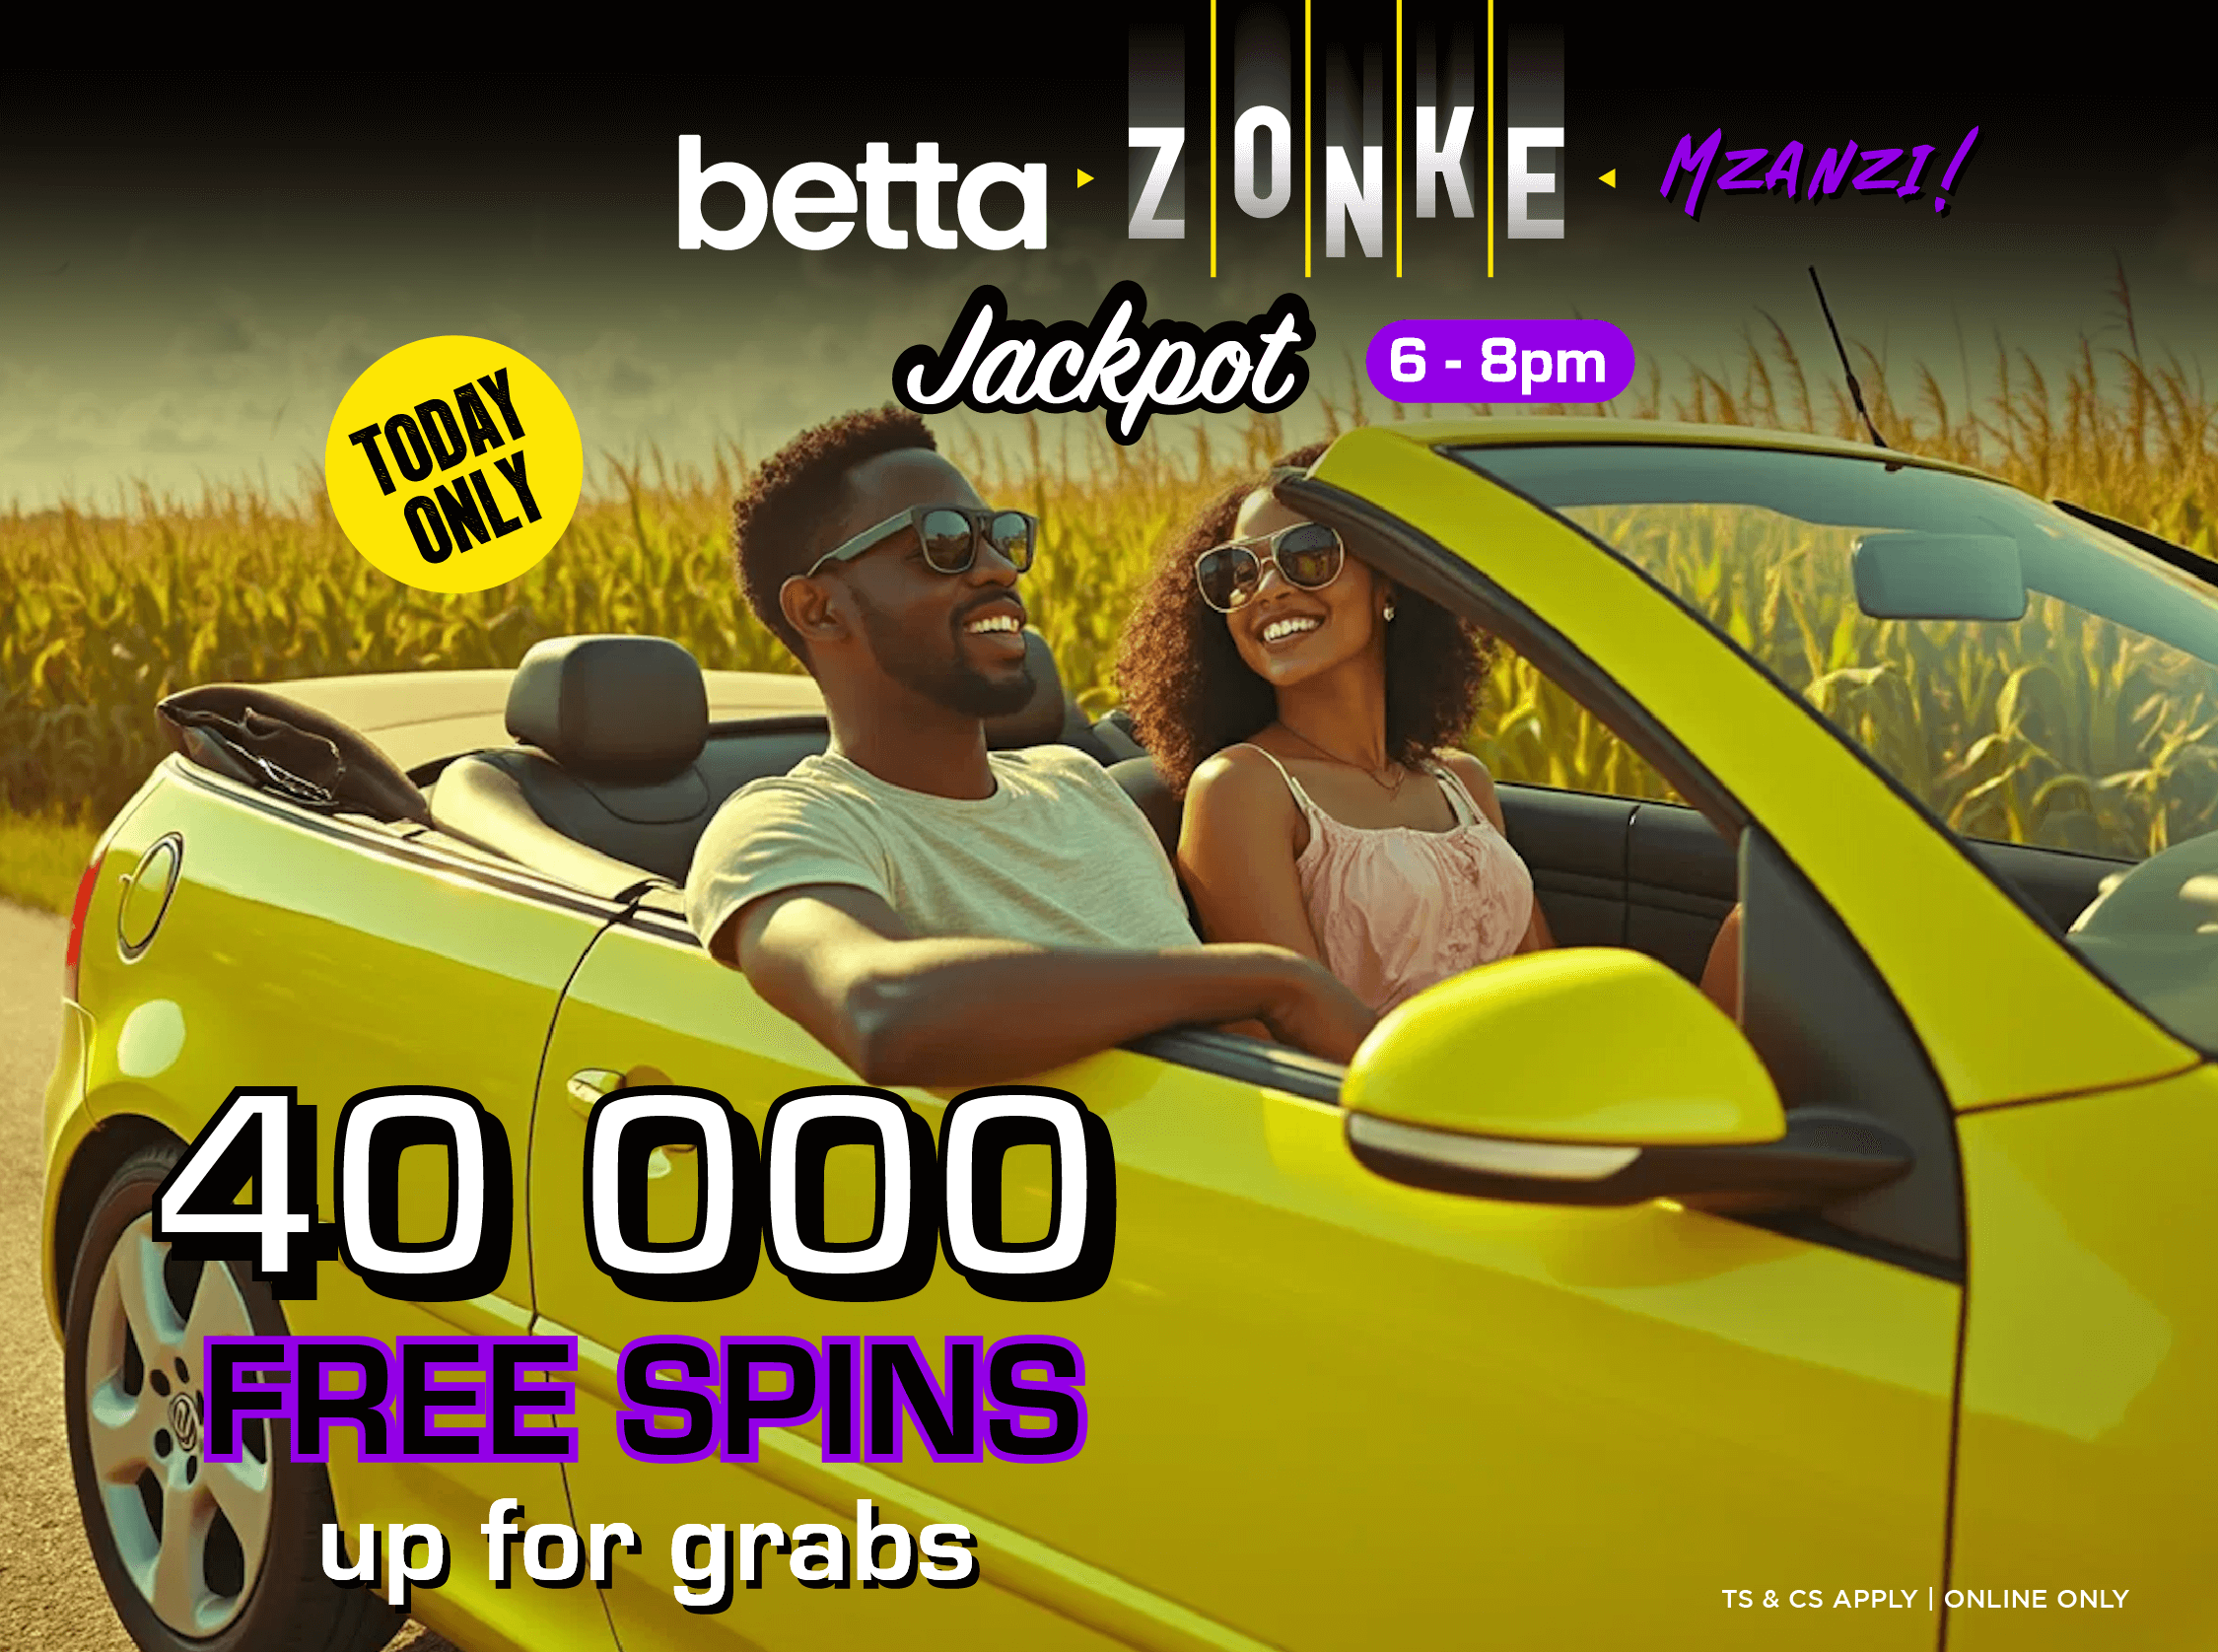 betta ZONKE MZANZI!
Jackpot 6 - 8pm
TODAY
ONLY
40 000
FREE SPINS
up for grabs
TS & CS APPLY | ONLINE ONLY